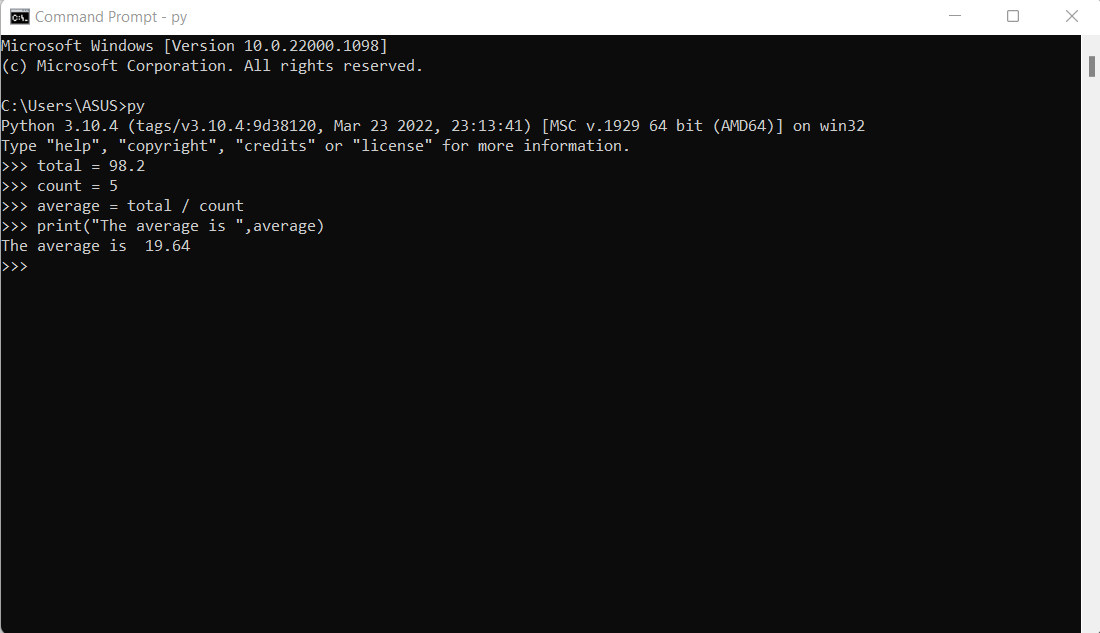 Command Prompt - py
Microsoft Windows [Version 10.0.22000.1098]
(c) Microsoft Corporation. All rights reserved.
C:\Users\ASUS>py
Python 3.10.4 (tags/v3.10.4:9d38120, Mar 23 2022, 23:13:41) [MSC v.1929 64 bit (AMD64)] on win32
Type "help", "copyright", "credits" or "license" for more information.
>>> total = 98.2
>>> count = 5
>>> average = total / count
>>> print("The average is ",average)
The average is  19.64
>>>